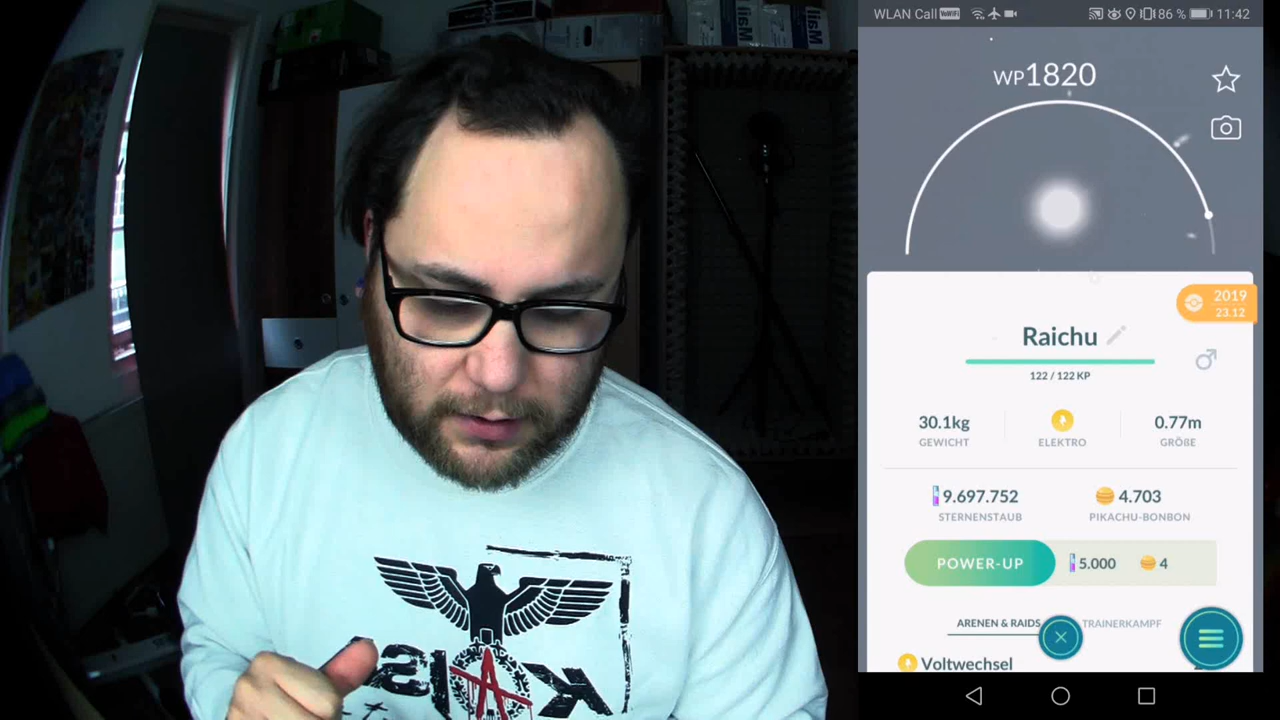 WLAN Call VoWiFi 86 % 11:42
WP1820
2019
23.12
Raichu
122 / 122 KP
30.1kg
ELEKTRO
0.77m
GEWICHT
GRÖßE
9.697.752
4.703
STERNENSTAUB
PIKACHU-BONBON
POWER-UP
5.000
4
ARENEN & RAIDS
TRAINERKAMPF
Voltwechsel